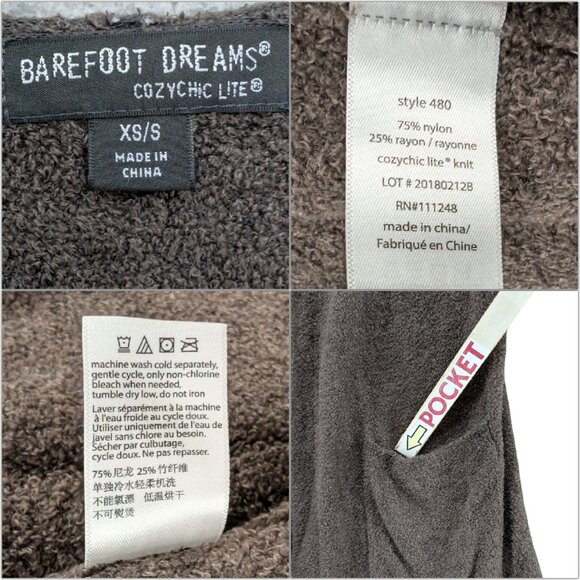 BAREFOOT DREAMS®
COZYCHIC LITE®
XS/S
MADE IN
CHINA
style 480
75% nylon
25% rayon / rayonne
cozychic lite® knit
LOT # 20180212B
RN#111248
made in china/
Fabriqué en Chine
machine wash cold separately,
gentle cycle, only non-chlorine
bleach when needed,
tumble dry low, do not iron
Laver séparément à la machine
à l'eau froide au cycle doux.
Utiliser uniquement de l'eau de
javel sans chlore au besoin.
Sécher par culbutage,
cycle doux. Ne pas repasser.
75% 尼龙 25% 竹纤维
单独冷水轻柔机洗
不能氯漂 低温烘干
不可熨烫
POCKET